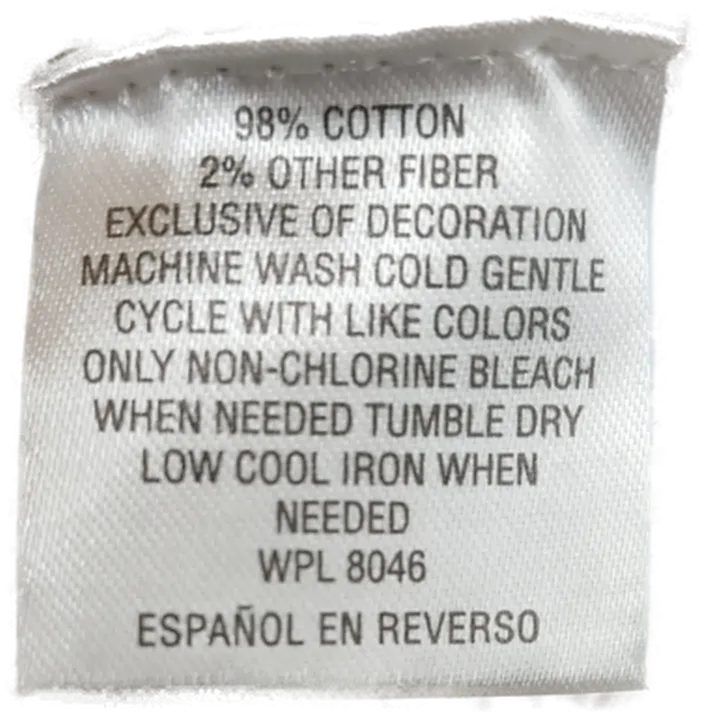 98% COTTON
2% OTHER FIBER
EXCLUSIVE OF DECORATION
MACHINE WASH COLD GENTLE
CYCLE WITH LIKE COLORS
ONLY NON-CHLORINE BLEACH
WHEN NEEDED TUMBLE DRY
LOW COOL IRON WHEN
NEEDED
WPL 8046
ESPAÑOL EN REVERSO